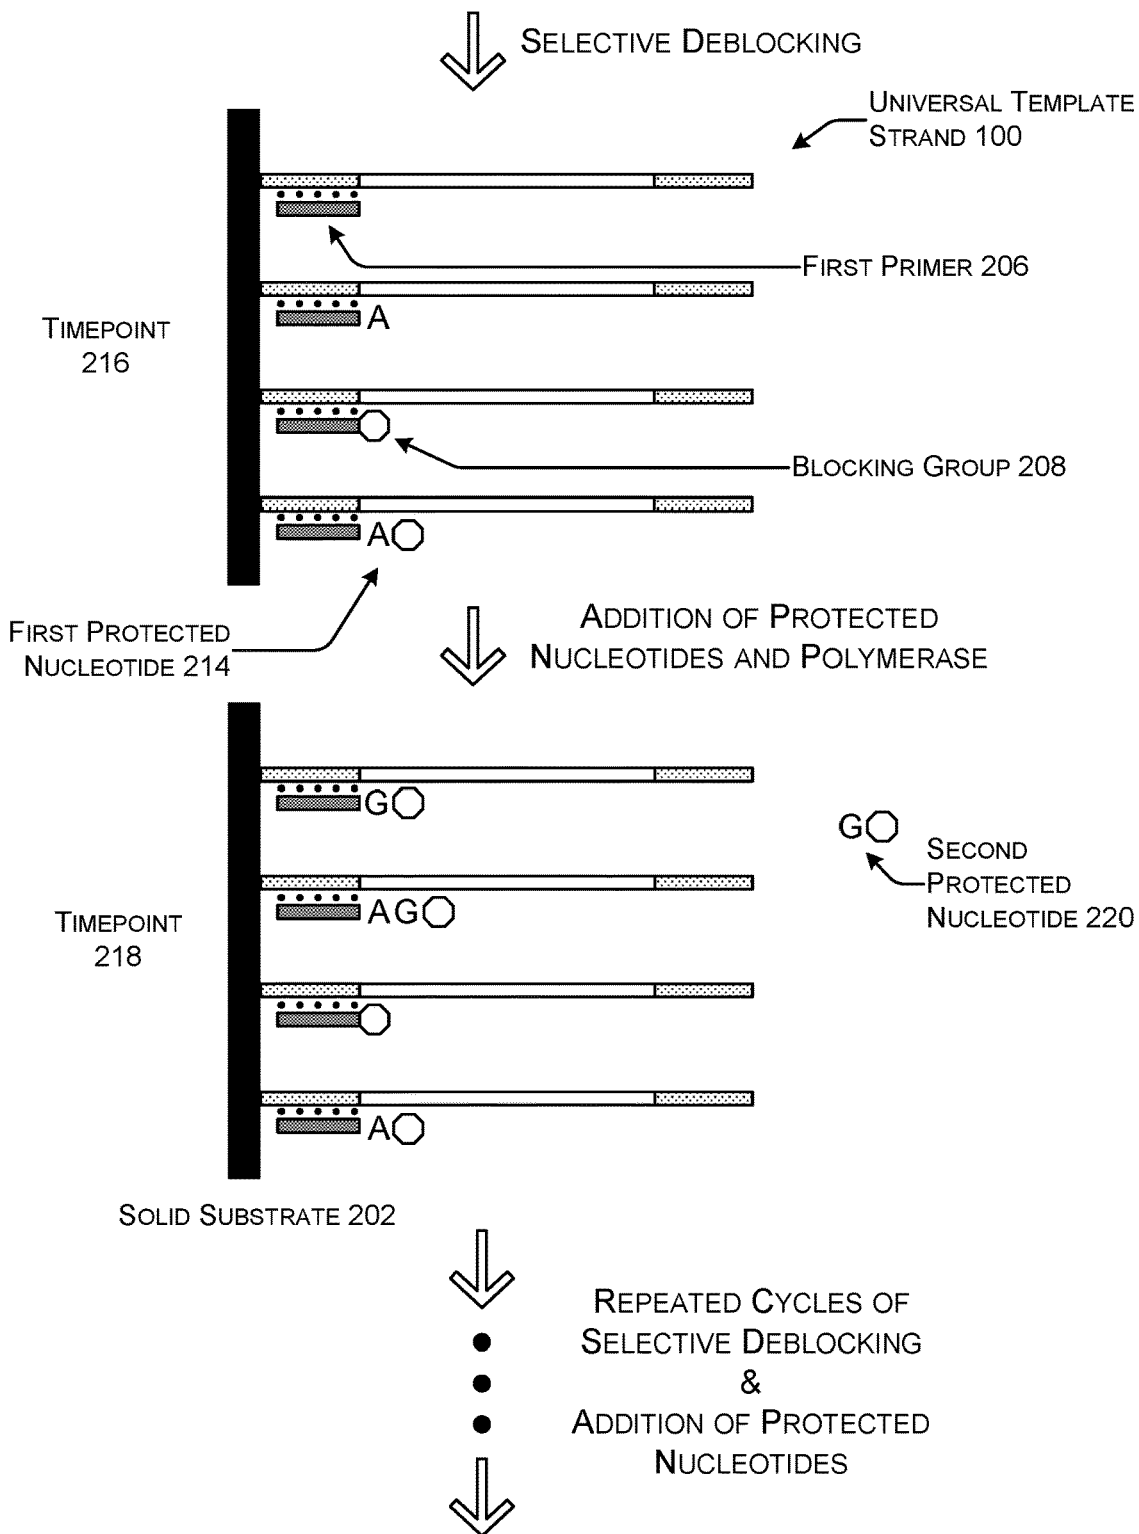 SELECTIVE DEBLOCKING
UNIVERSAL TEMPLATE
STRAND 100
FIRST PRIMER 206
A
TIMEPOINT
216
BLOCKING GROUP 208
A
FIRST PROTECTED
NUCLEOTIDE 214
ADDITION OF PROTECTED
NUCLEOTIDES AND POLYMERASE
G
G
SECOND
PROTECTED
NUCLEOTIDE 220
A G
TIMEPOINT
218
A
SOLID SUBSTRATE 202
REPEATED CYCLES OF
SELECTIVE DEBLOCKING
&
ADDITION OF PROTECTED
NUCLEOTIDES